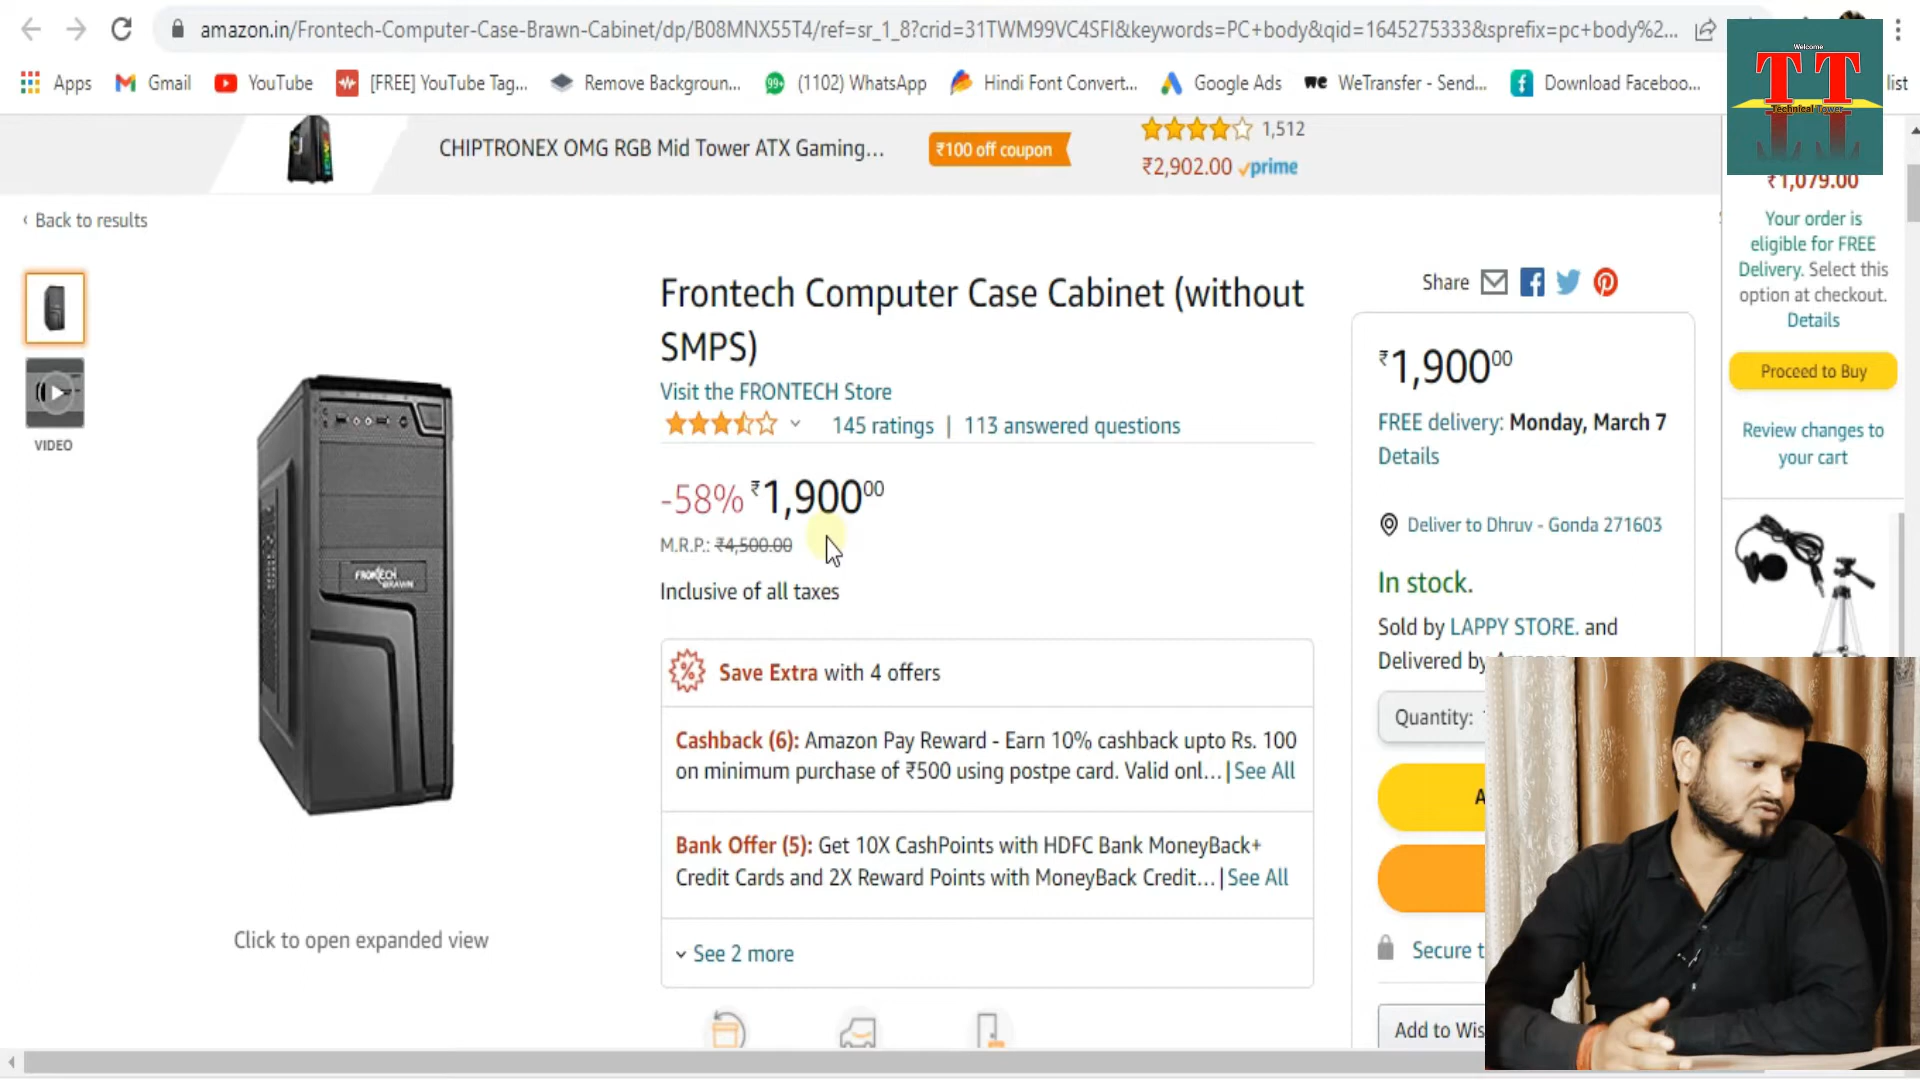 amazon.in/Frontech-Computer-Case-Brawn-Cabinet/dp/B08MNX55T4/ref=sr_1_8?crid=31TWM99VC4SFI&keywords=PC+body&qid=1645275333&sprefix=pc+body%2...
Apps
Gmail
YouTube
[FREE] YouTube Tag...
Remove Backgroun...
99+
(1102) WhatsApp
Hindi Font Convert...
Google Ads
we
WeTransfer - Send...
Download Faceboo...
list
Welcome
TT
Technical Tower
CHIPTRONEX OMG RGB Mid Tower ATX Gaming...
₹100 off coupon
1,512
₹2,902.00 prime
‹ Back to results
VIDEO
FRONTECH
BRAWN
Click to open expanded view
Frontech Computer Case Cabinet (without
SMPS)
Visit the FRONTECH Store
145 ratings | 113 answered questions
-58% ₹1,90000
M.R.P.: ₹4,500.00
Inclusive of all taxes
Save Extra with 4 offers
Cashback (6): Amazon Pay Reward - Earn 10% cashback upto Rs. 100
on minimum purchase of ₹500 using postpe card. Valid onl... | See All
Bank Offer (5): Get 10X CashPoints with HDFC Bank MoneyBack+
Credit Cards and 2X Reward Points with MoneyBack Credit... | See All
See 2 more
Share
₹1,90000
FREE delivery: Monday, March 7
Details
Deliver to Dhruv - Gonda 271603
In stock.
Sold by LAPPY STORE. and
Delivered by
Quantity:
Secure t
Add to Wis
₹1,079.00
Your order is
eligible for FREE
Delivery. Select this
option at checkout.
Details
Proceed to Buy
Review changes to
your cart